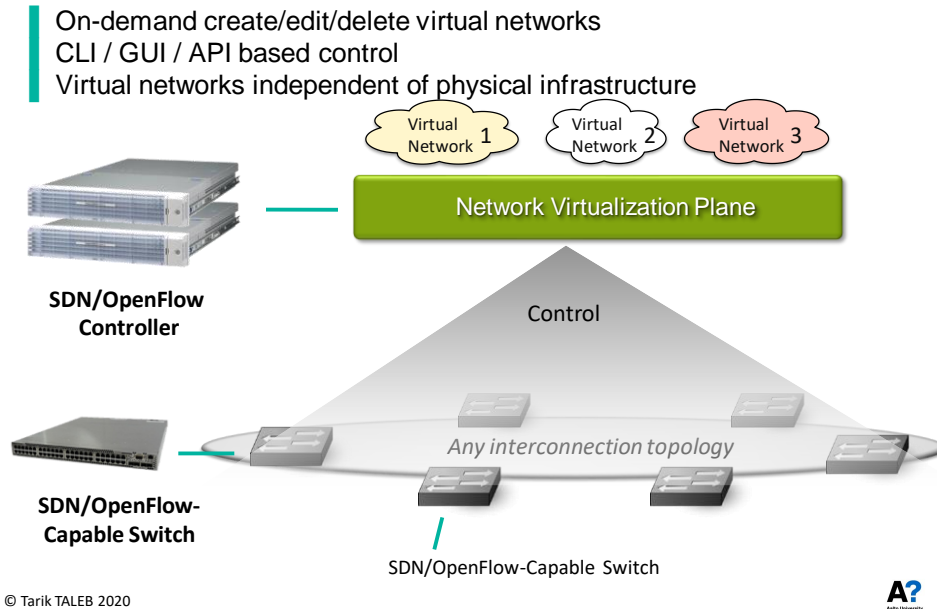 On-demand create/edit/delete virtual networks
CLI / GUI / API based control
Virtual networks independent of physical infrastructure
Virtual
Network 1
Virtual
Network 2
Virtual
Network 3
Network Virtualization Plane
SDN/OpenFlow
Controller
Control
Any interconnection topology
SDN/OpenFlow-
Capable Switch
SDN/OpenFlow-Capable Switch
© Tarik TALEB 2020
A?
Aalto University